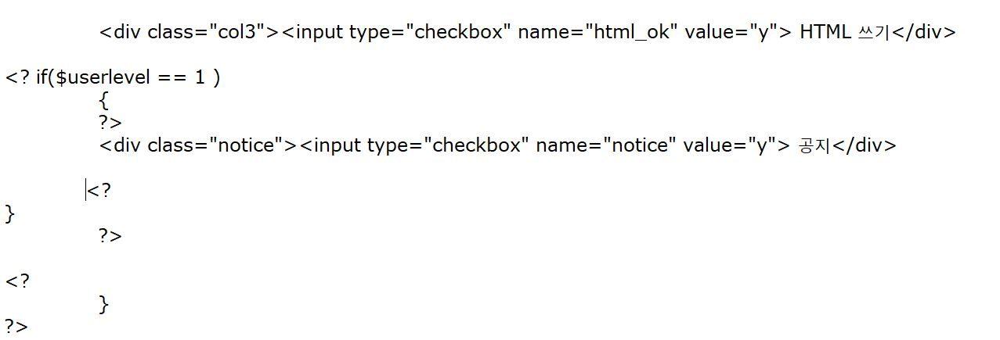 <div class="col3"><input type="checkbox" name="html_ok" value="y"> HTML 쓰기</div>
<? if($userlevel == 1 )
{
?>
<div class="notice"><input type="checkbox" name="notice" value="y"> 공지</div>
<?
}
?>
<?
}
?>